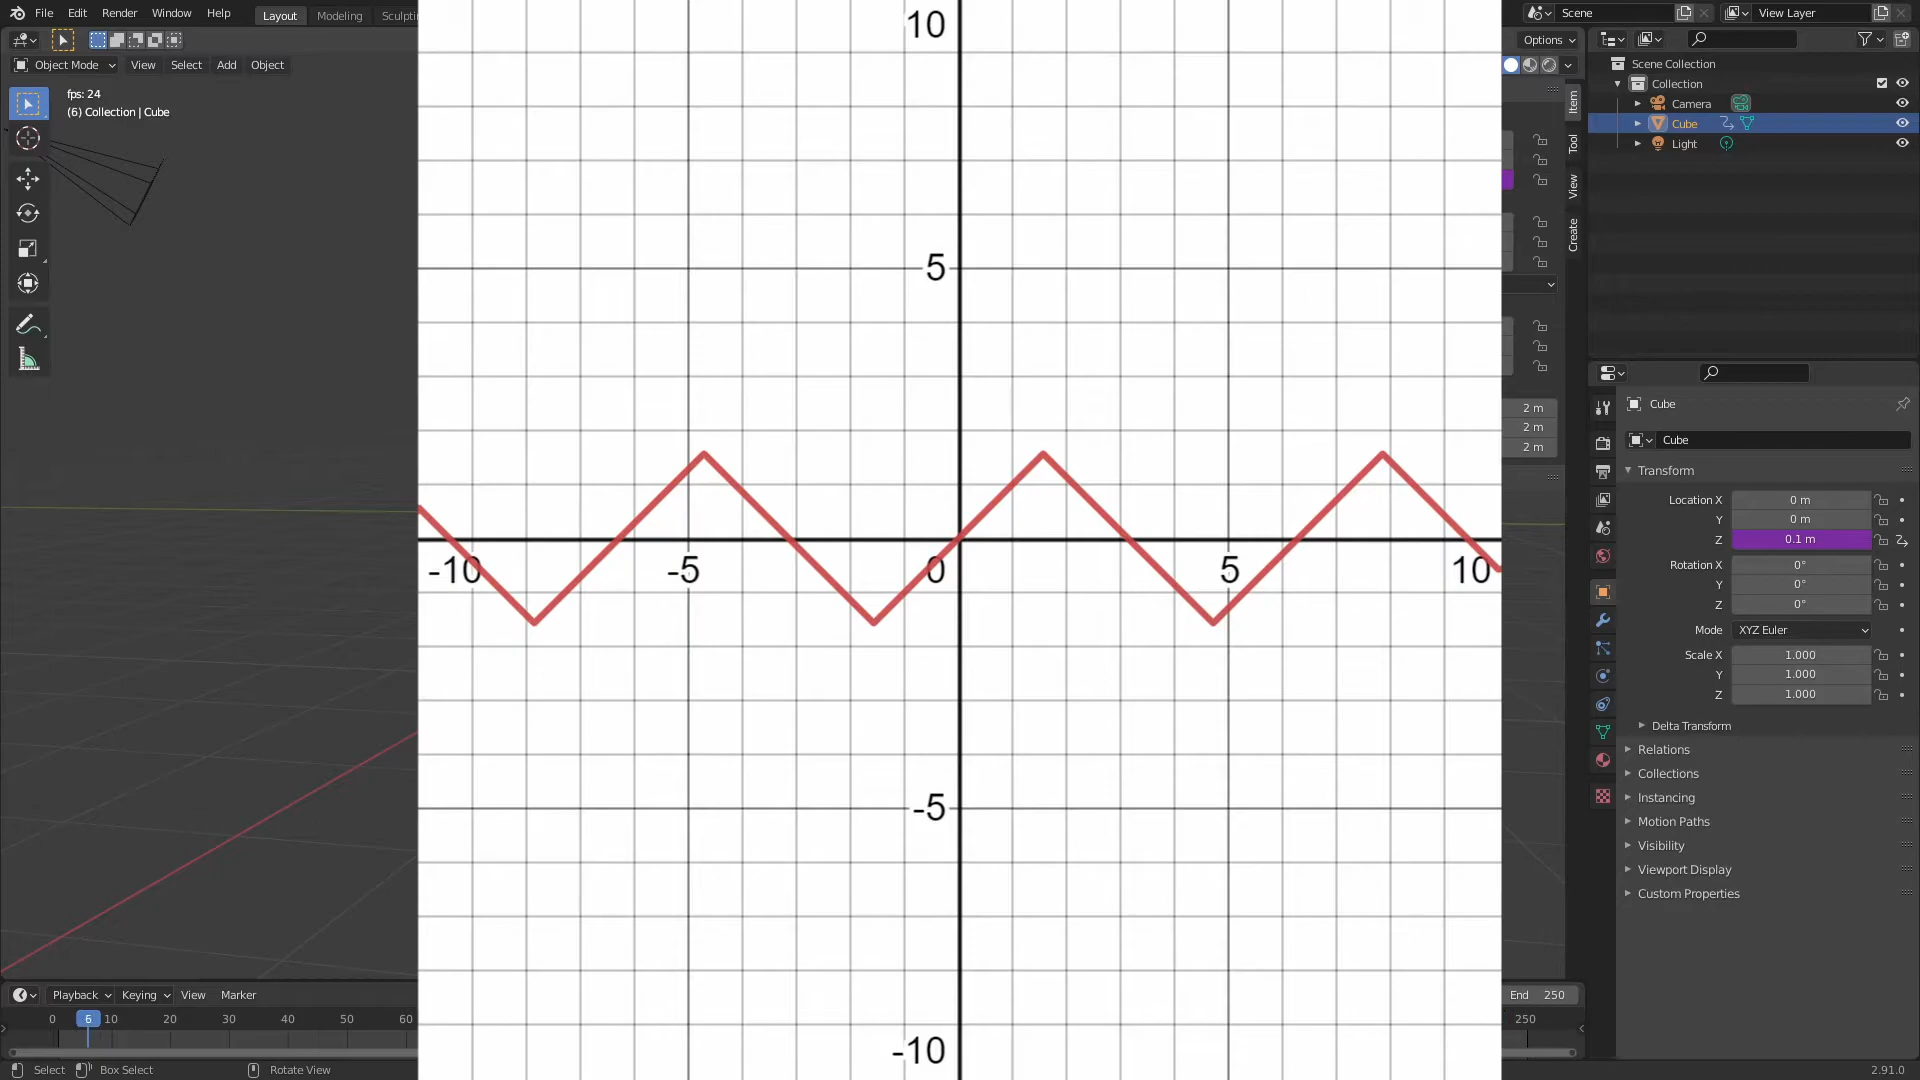 File Edit Render Window Help Layout Modeling Sculptin
Scene View Layer
Options
Object Mode View Select Add Object
fps: 24
(6) Collection | Cube
Scene Collection
Collection
Camera
Cube
Light
Item
Tool
View
Create
10
5
-10 -5 0 5 10
-5
-10
2 m
2 m
2 m
Cube
Cube
Transform
Location X 0 m
Y 0 m
Z 0.1 m
Rotation X 0°
Y 0°
Z 0°
Mode XYZ Euler
Scale X 1.000
Y 1.000
Z 1.000
Delta Transform
Relations
Collections
Instancing
Motion Paths
Visibility
Viewport Display
Custom Properties
Playback Keying View Marker
End 250
0 6 10 20 30 40 50 60
250
Select Box Select Rotate View
2.91.0